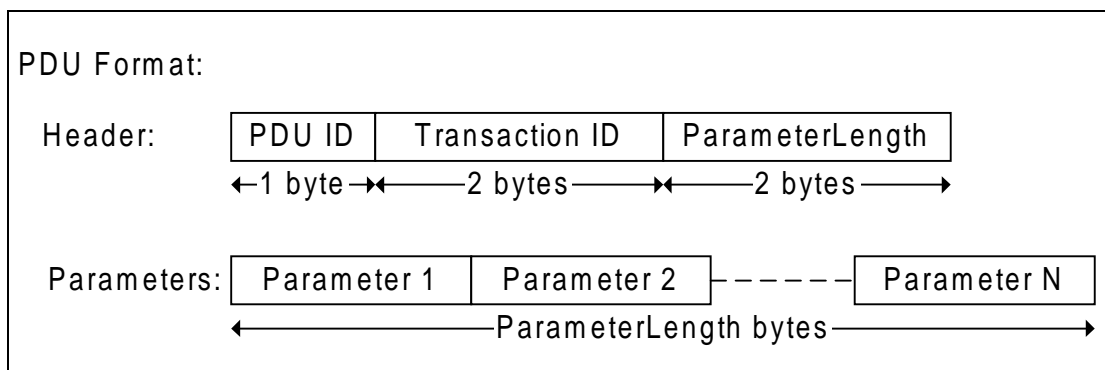 PDU Format:
Header: PDU ID Transaction ID ParameterLength
1 byte 2 bytes 2 bytes
Parameters: Parameter 1 Parameter 2 Parameter N
ParameterLength bytes